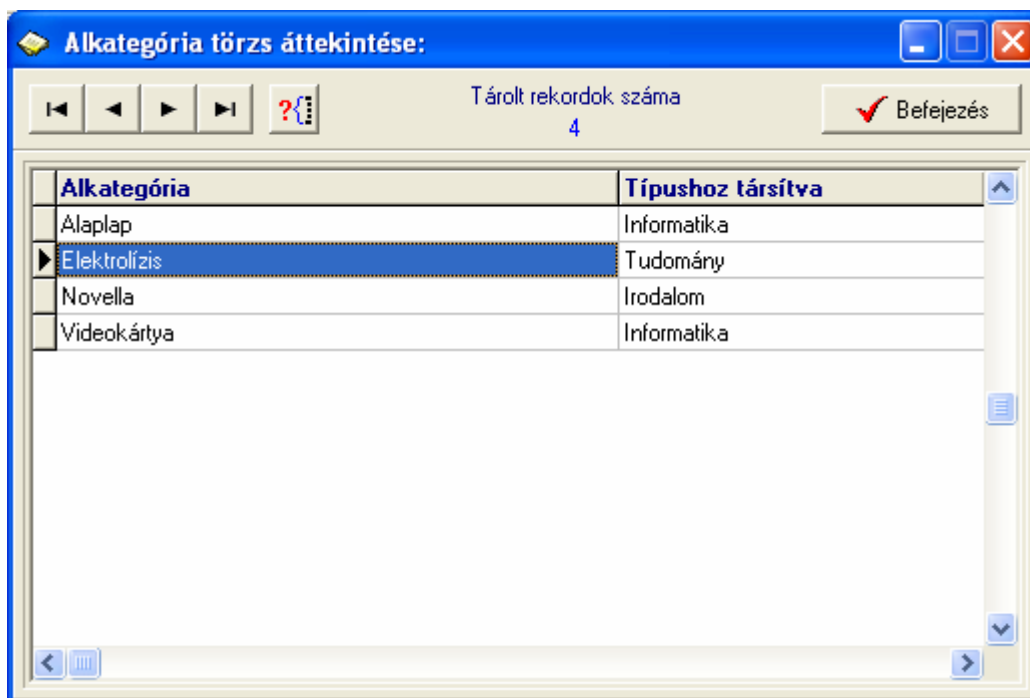 Alkategória törzs áttekintése:
Tárolt rekordok száma
4
?{
Befejezés
Alkategória Típushoz társítva
Alaplap Informatika
Elektrolízis Tudomány
Novella Irodalom
Videokártya Informatika